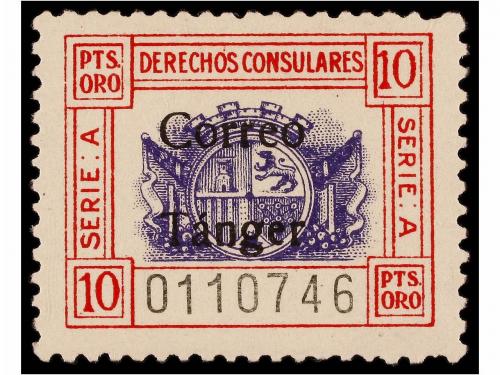 PTS.
ORO
DERECHOS CONSULARES
10
SERIE: A
Correo
Tánger
SERIE: A
10
0110746
PTS.
ORO